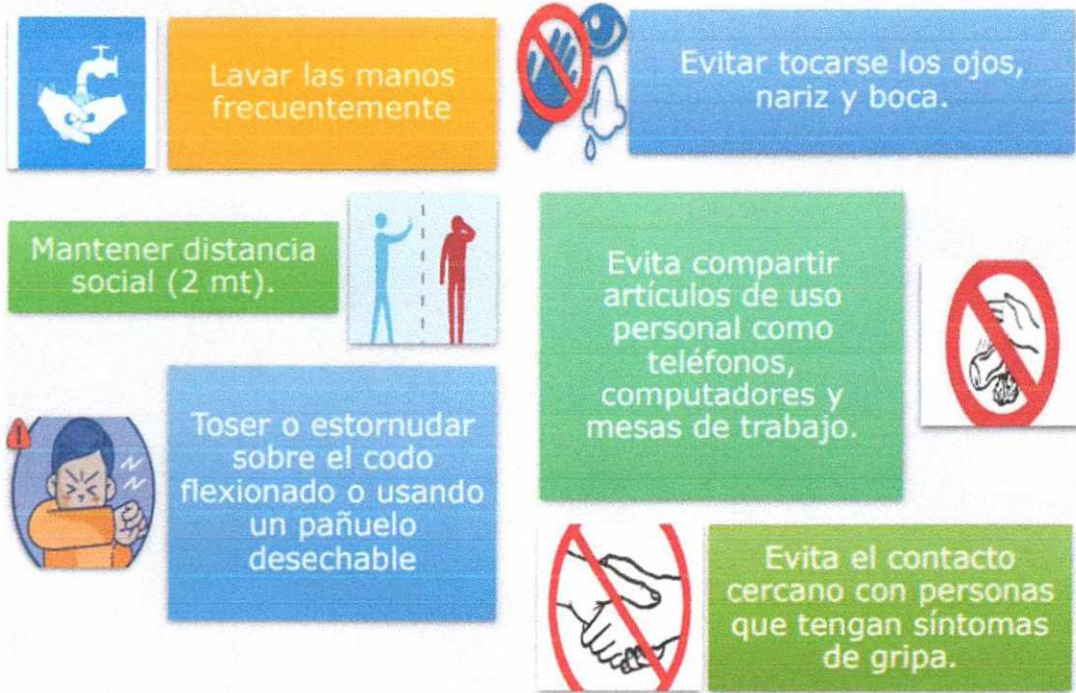 Lavar las manos
frecuentemente
Evitar tocarse los ojos,
nariz y boca.
Mantener distancia
social (2 mt).
Evita compartir
artículos de uso
personal como
teléfonos,
computadores y
mesas de trabajo.
Toser o estornudar
sobre el codo
flexionado o usando
un pañuelo
desechable
Evita el contacto
cercano con personas
que tengan síntomas
de gripa.